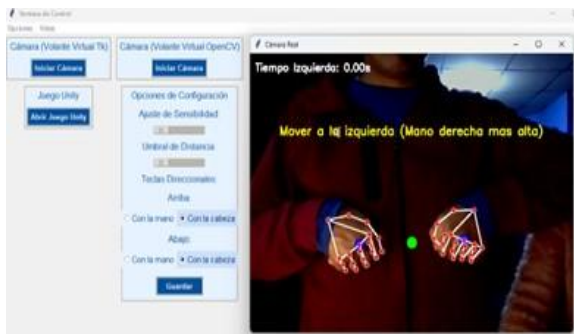 Ventana de Control
Opciones Vistas
Cámara (Volante Virtual Tk)
Iniciar Cámara
Juego Unity
Abrir Juego Unity
Cámara (Volante Virtual OpenCV)
Iniciar Cámara
Opciones de Configuración
Ajuste de Sensibilidad
Umbral de Distancia
Teclas Direccionales
Arriba:
Con la mano Con la cabeza
Abajo:
Con la mano Con la cabeza
Guardar
Cámara Real
Tiempo Izquierda: 0.00s
Mover a la izquierda (Mano derecha mas alta)